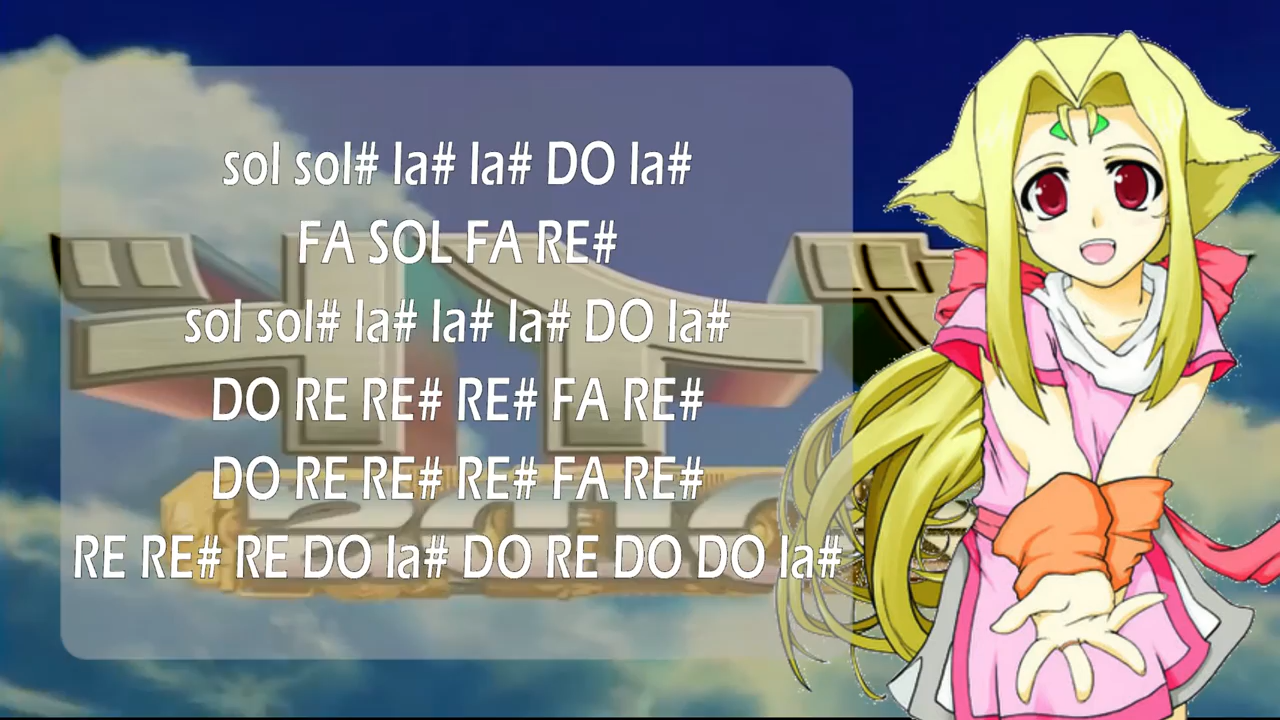 sol sol# la# la# DO la#
FA SOL FA RE#
sol sol# la# la# la# DO la#
DO RE RE# RE# FA RE#
DO RE RE# RE# FA RE#
RE RE# RE DO la# DO RE DO DO la#